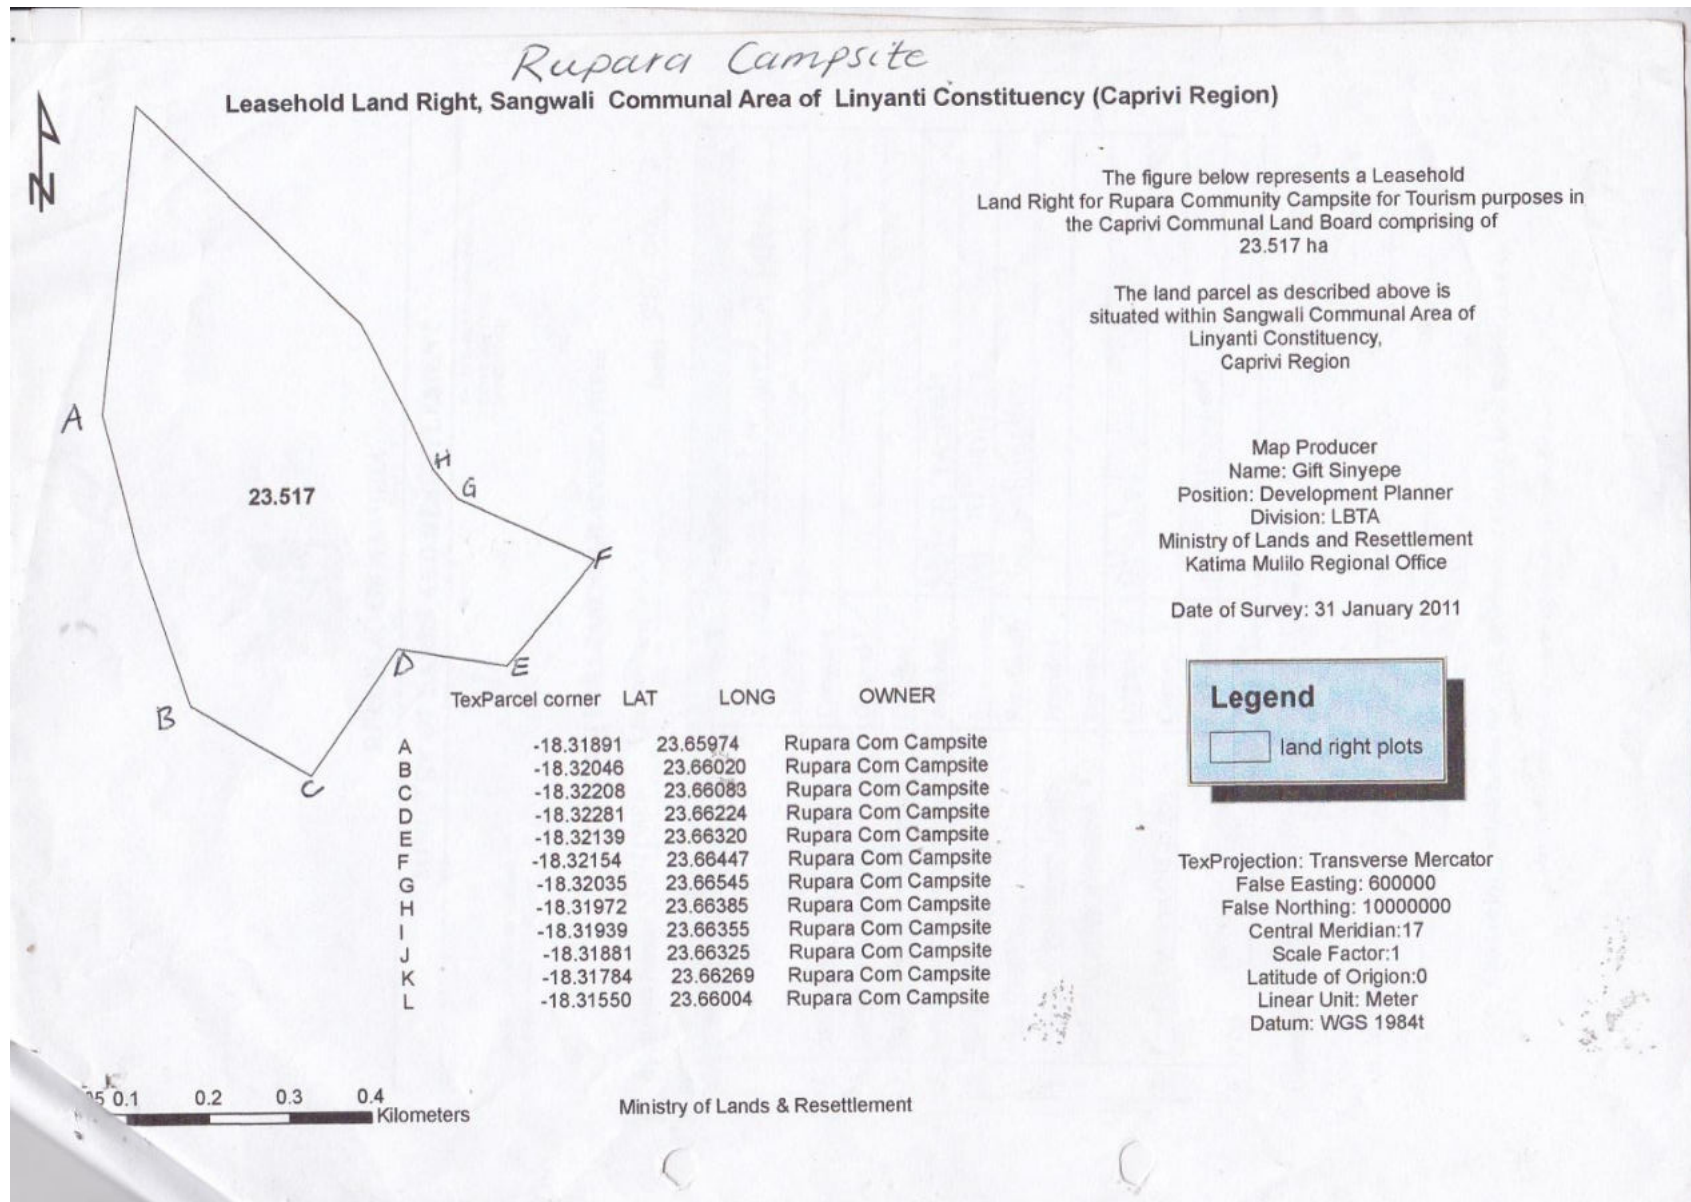 Rupara Campsite
Leasehold Land Right, Sangwali Communal Area of Linyanti Constituency (Caprivi Region)
N
The figure below represents a Leasehold
Land Right for Rupara Community Campsite for Tourism purposes in
the Caprivi Communal Land Board comprising of
23.517 ha
The land parcel as described above is
situated within Sangwali Communal Area of
Linyanti Constituency,
Caprivi Region
A
H
G
23.517
F
D
E
B
C
Map Producer
Name: Gift Sinyepe
Position: Development Planner
Division: LBTA
Ministry of Lands and Resettlement
Katima Mulilo Regional Office
Date of Survey: 31 January 2011
TexParcel corner LAT LONG OWNER
A -18.31891 23.65974 Rupara Com Campsite
B -18.32046 23.66020 Rupara Com Campsite
C -18.32208 23.66083 Rupara Com Campsite
D -18.32281 23.66224 Rupara Com Campsite
E -18.32139 23.66320 Rupara Com Campsite
F -18.32154 23.66447 Rupara Com Campsite
G -18.32035 23.66545 Rupara Com Campsite
H -18.31972 23.66385 Rupara Com Campsite
I -18.31939 23.66355 Rupara Com Campsite
J -18.31881 23.66325 Rupara Com Campsite
K -18.31784 23.66269 Rupara Com Campsite
L -18.31550 23.66004 Rupara Com Campsite
Legend
land right plots
TexProjection: Transverse Mercator
False Easting: 600000
False Northing: 10000000
Central Meridian:17
Scale Factor:1
Latitude of Origion:0
Linear Unit: Meter
Datum: WGS 1984t
0.1 0.2 0.3 0.4
Kilometers
Ministry of Lands & Resettlement